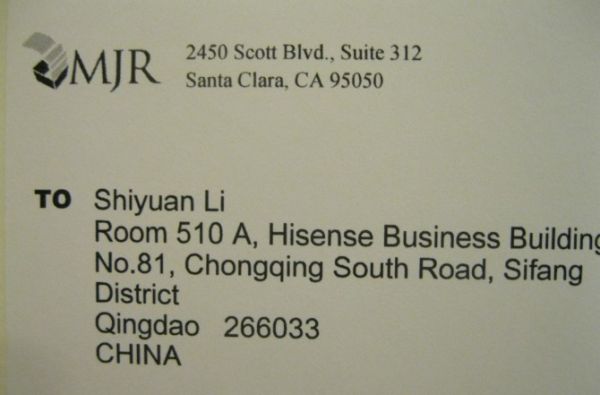 MJR
2450 Scott Blvd., Suite 312
Santa Clara, CA 95050
TO Shiyuan Li
Room 510 A, Hisense Business Building
No.81, Chongqing South Road, Sifang
District
Qingdao 266033
CHINA